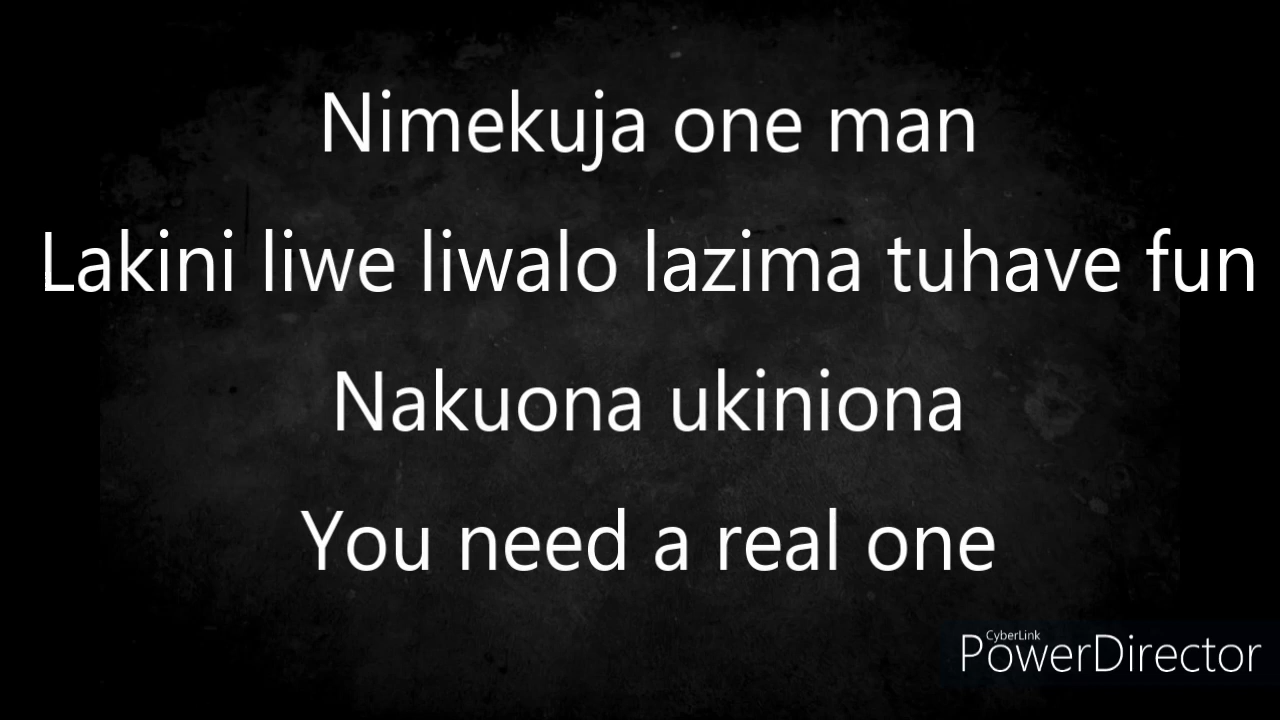 Nimekuja one man
Lakini liwe liwalo lazima tuhave fun
Nakuona ukiniona
You need a real one
CyberLink
PowerDirector